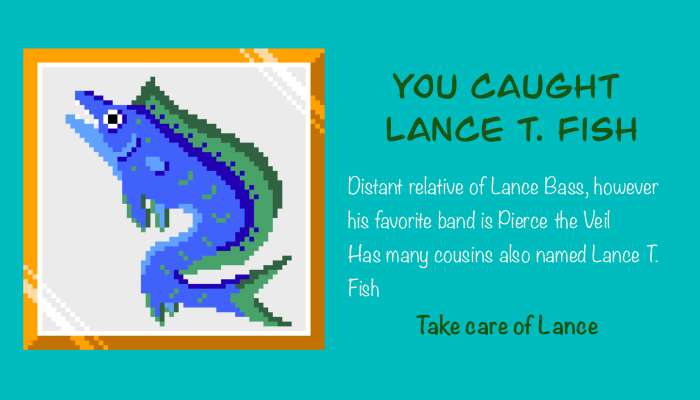 YOU CAUGHT
LANCE T. FISH
Distant relative of Lance Bass, however
his favorite band is Pierce the Veil
Has many cousins also named Lance T.
Fish
Take care of Lance